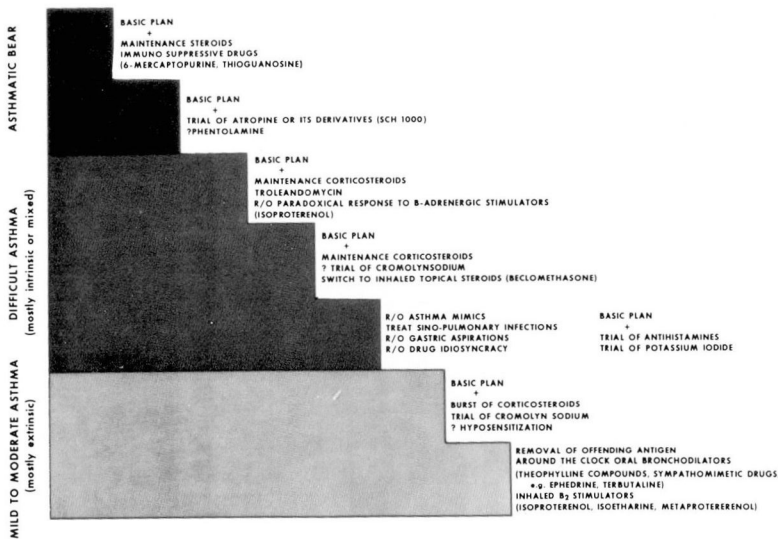 ASTHMATIC BEAR
BASIC PLAN
+
MAINTENANCE STEROIDS
IMMUNO SUPPRESSIVE DRUGS
(6-MERCAPTOPURINE, THIOGUANOSINE)
BASIC PLAN
+
TRIAL OF ATROPINE OR ITS DERIVATIVES (SCH 1000)
?PHENTOLAMINE
DIFFICULT ASTHMA
(mostly intrinsic or mixed)
BASIC PLAN
+
MAINTENANCE CORTICOSTEROIDS
TROLEANDOMYCIN
R/O PARADOXICAL RESPONSE TO B-ADRENERGIC STIMULATORS
(ISOPROTERENOL)
BASIC PLAN
+
MAINTENANCE CORTICOSTEROIDS
? TRIAL OF CROMOLYNSODIUM
SWITCH TO INHALED TOPICAL STEROIDS (BECLOMETHASONE)
R/O ASTHMA MIMICS
TREAT SINO-PULMONARY INFECTIONS
R/O GASTRIC ASPIRATIONS
R/O DRUG IDIOSYNCRACY
BASIC PLAN
+
TRIAL OF ANTIHISTAMINES
TRIAL OF POTASSIUM IODIDE
MILD TO MODERATE ASTHMA
(mostly extrinsic)
BASIC PLAN
+
BURST OF CORTICOSTEROIDS
TRIAL OF CROMOLYN SODIUM
? HYPOSENSITIZATION
REMOVAL OF OFFENDING ANTIGEN
AROUND THE CLOCK ORAL BRONCHODILATORS
(THEOPHYLLINE COMPOUNDS, SYMPATHOMIMETIC DRUGS
e.g. EPHEDRINE, TERBUTALINE)
INHALED B2 STIMULATORS
(ISOPROTERENOL, ISOETHARINE, METAPROTERERENOL)